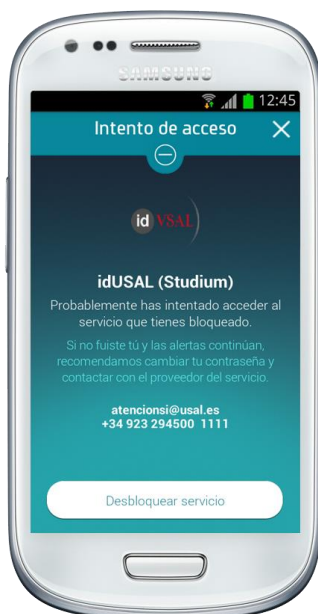 SAMSUNG
12:45
Intento de acceso
id VSAL
idUSAL (Studium)
Probablemente has intentado acceder al
servicio que tienes bloqueado.
Si no fuiste tú y las alertas continúan,
recomendamos cambiar tu contraseña y
contactar con el proveedor del servicio.
atencionsi@usal.es
+34 923 294500 1111
Desbloquear servicio